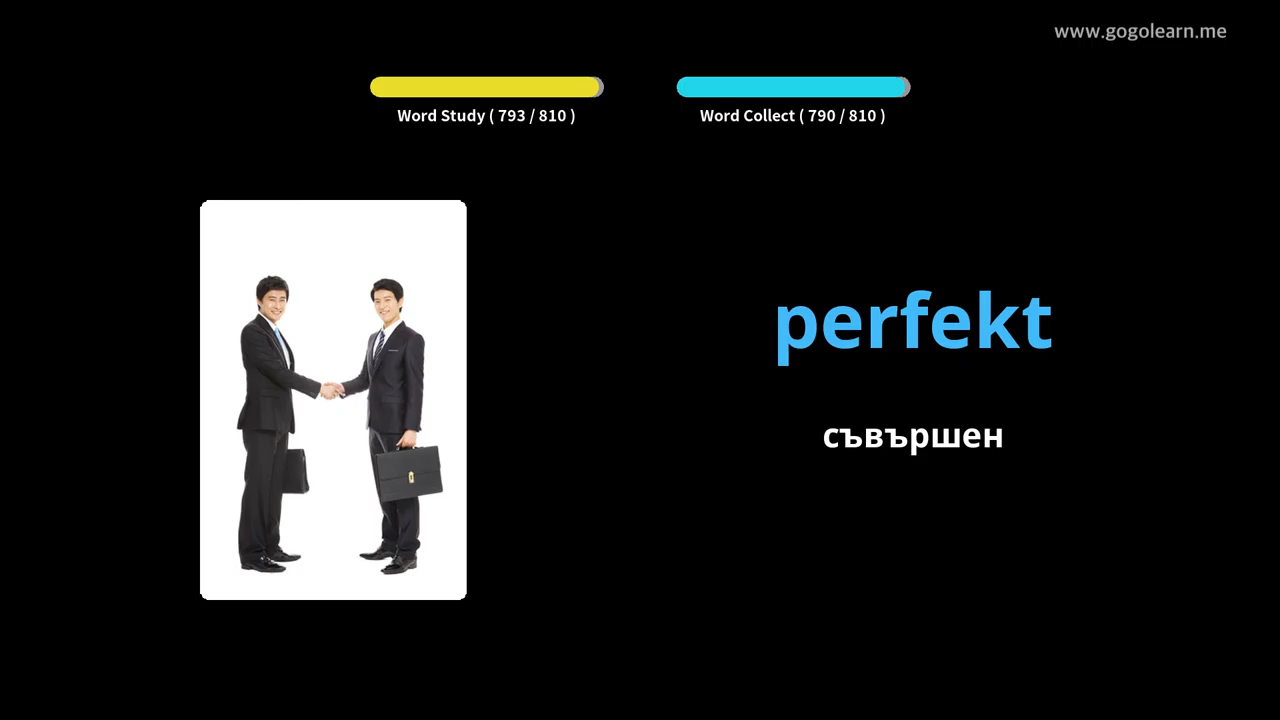 www.gogolearn.me
Word Study ( 793 / 810 )
Word Collect ( 790 / 810 )
perfekt
съвършен